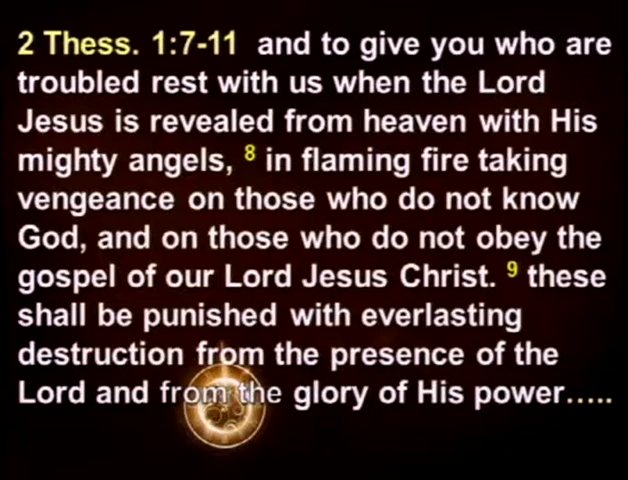 2 Thess. 1:7-11 and to give you who are
troubled rest with us when the Lord
Jesus is revealed from heaven with His
mighty angels, 8 in flaming fire taking
vengeance on those who do not know
God, and on those who do not obey the
gospel of our Lord Jesus Christ. 9 these
shall be punished with everlasting
destruction from the presence of the
Lord and from the glory of His power…..